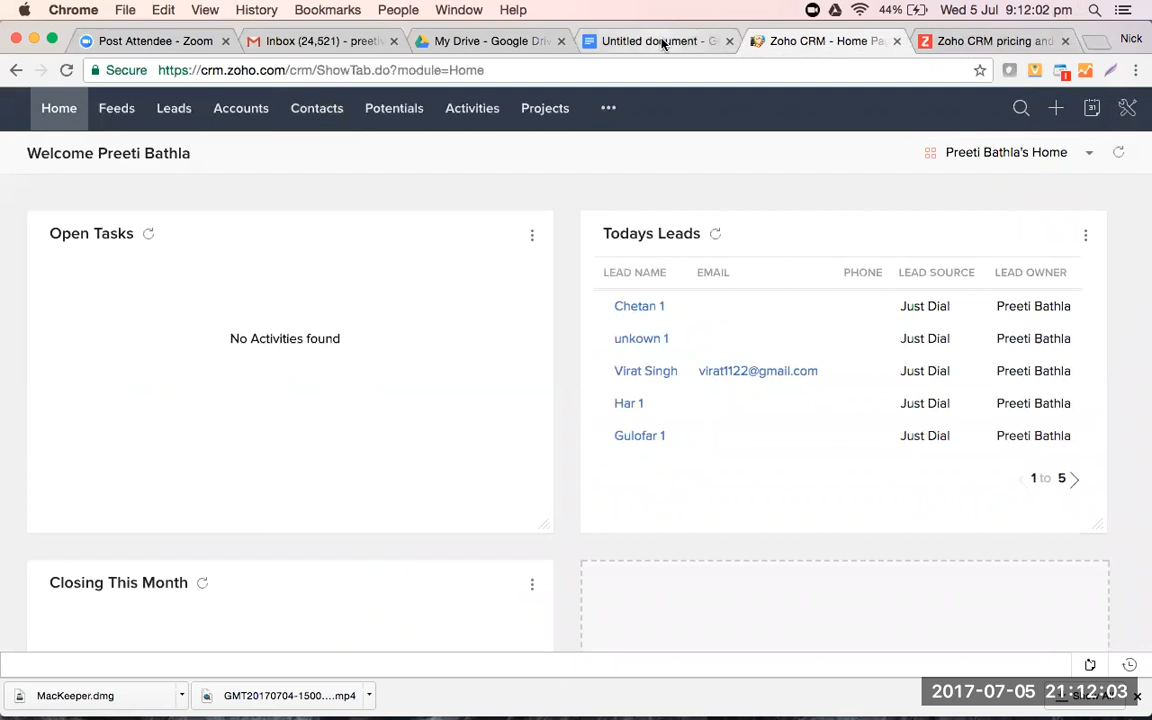 Chrome File Edit View History Bookmarks People Window Help 44% Wed 5 Jul 9:12:02 pm
Post Attendee - Zoom Inbox (24,521) - preeti My Drive - Google Dri Untitled document - G Zoho CRM - Home Pa Zoho CRM pricing and Nick
Secure https://crm.zoho.com/crm/ShowTab.do?module=Home
Home Feeds Leads Accounts Contacts Potentials Activities Projects ••• 31
Welcome Preeti Bathla Preeti Bathla's Home
Open Tasks
No Activities found
Todays Leads
LEAD NAME EMAIL PHONE LEAD SOURCE LEAD OWNER
Chetan 1 Just Dial Preeti Bathla
unkown 1 Just Dial Preeti Bathla
Virat Singh virat1122@gmail.com Just Dial Preeti Bathla
Har 1 Just Dial Preeti Bathla
Gulofar 1 Just Dial Preeti Bathla
1 to 5
Closing This Month
MacKeeper.dmg GMT20170704-1500....mp4
2017-07-05 21:12:03